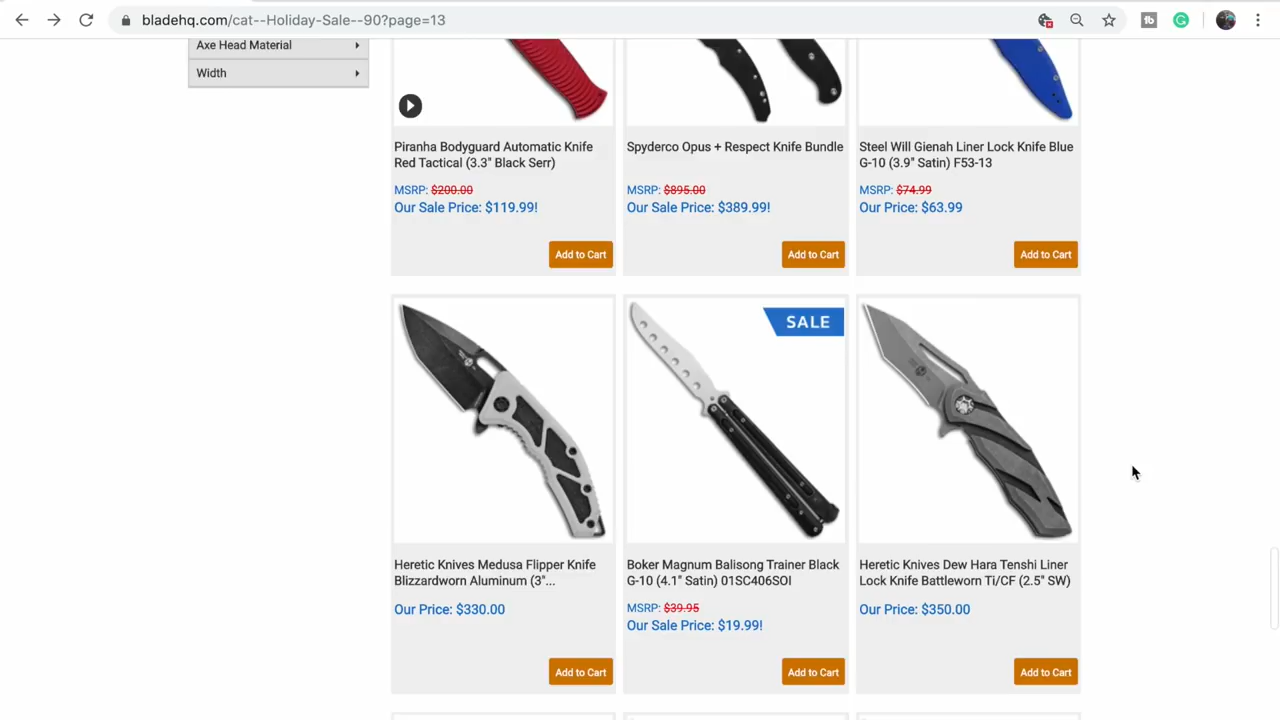 bladehq.com/cat--Holiday-Sale--90?page=13
Axe Head Material
Width
Piranha Bodyguard Automatic Knife
Red Tactical (3.3" Black Serr)
MSRP: $200.00
Our Sale Price: $119.99!
Add to Cart
Spyderco Opus + Respect Knife Bundle
MSRP: $895.00
Our Sale Price: $389.99!
Add to Cart
Steel Will Gienah Liner Lock Knife Blue
G-10 (3.9" Satin) F53-13
MSRP: $74.99
Our Price: $63.99
Add to Cart
Heretic Knives Medusa Flipper Knife
Blizzardworn Aluminum (3"...
Our Price: $330.00
Add to Cart
SALE
Boker Magnum Balisong Trainer Black
G-10 (4.1" Satin) 01SC406SOI
MSRP: $39.95
Our Sale Price: $19.99!
Add to Cart
Heretic Knives Dew Hara Tenshi Liner
Lock Knife Battleworn Ti/CF (2.5" SW)
Our Price: $350.00
Add to Cart